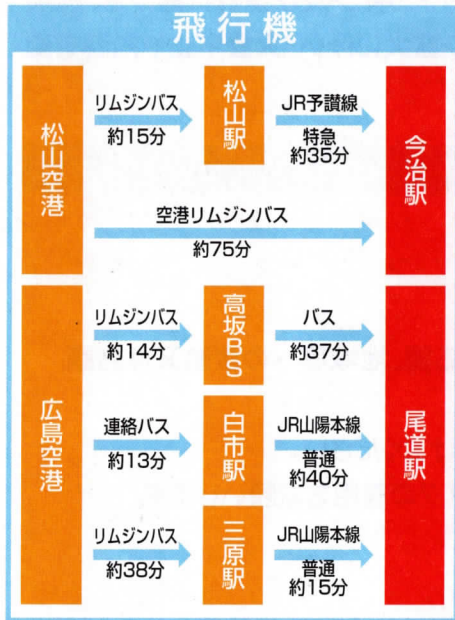 飛行機
松山空港
リムジンバス
約15分
松山駅
JR予讃線
特急
約35分
今治駅
空港リムジンバス
約75分
広島空港
リムジンバス
約14分
高坂BS
バス
約37分
尾道駅
連絡バス
約13分
白市駅
JR山陽本線
普通
約40分
リムジンバス
約38分
三原駅
JR山陽本線
普通
約15分